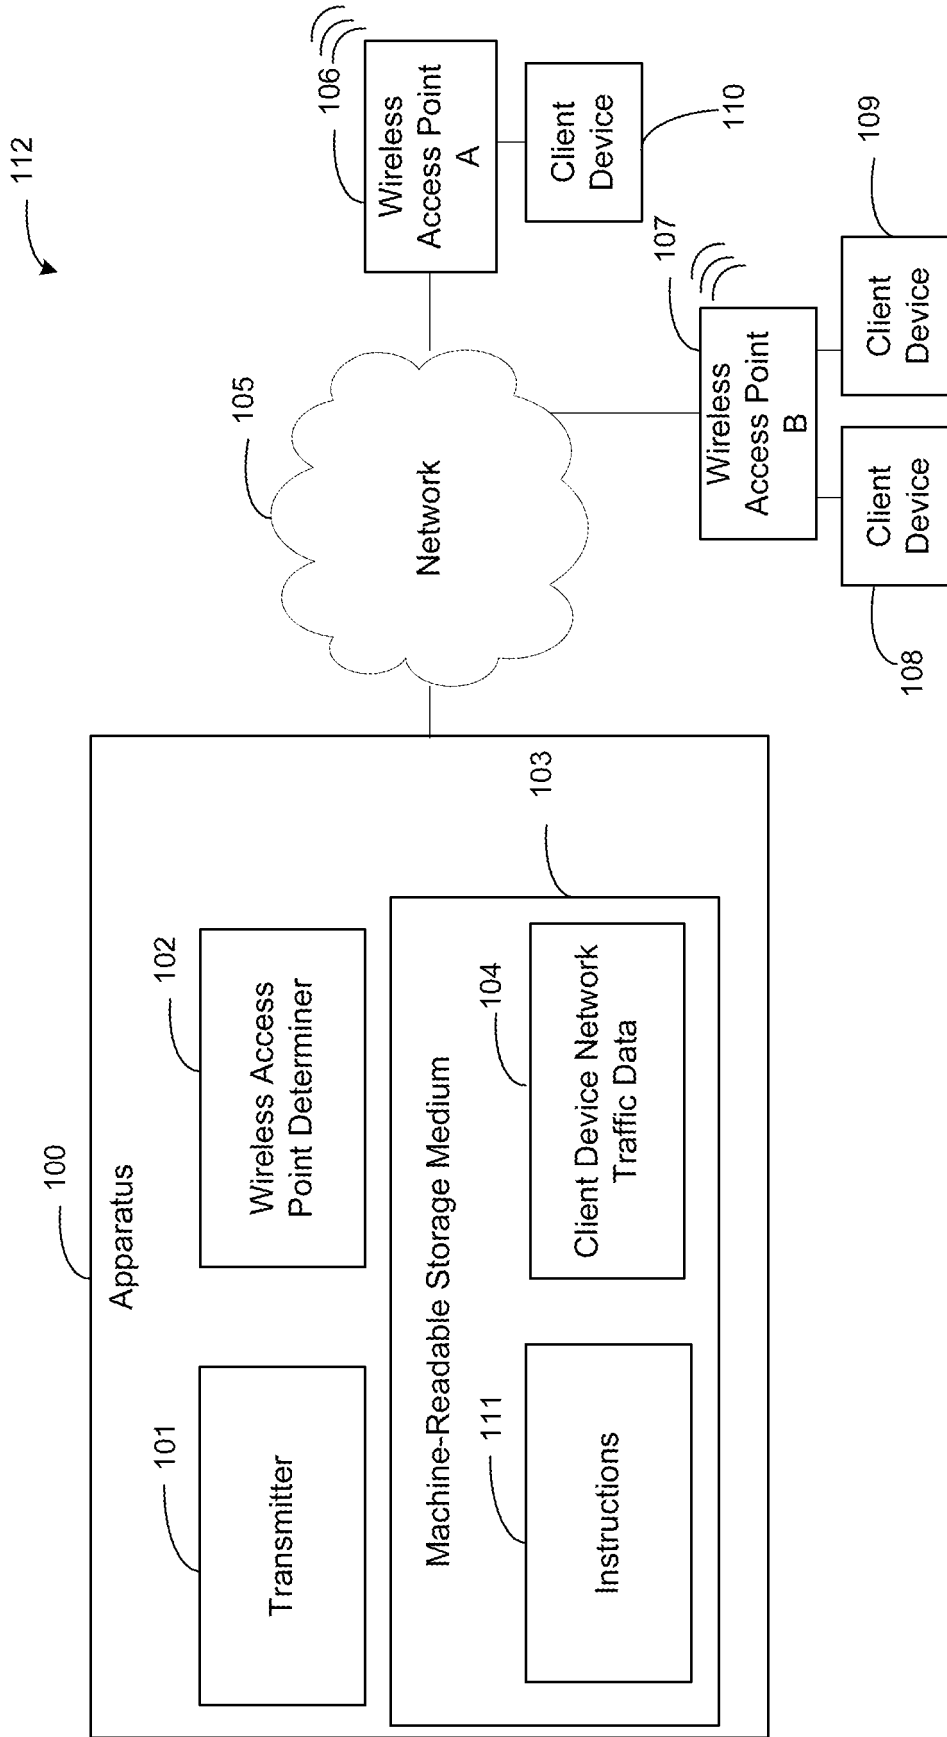 112
100
Apparatus
101
Transmitter
102
Wireless Access
Point Determiner
103
Machine-Readable Storage Medium
111
Instructions
104
Client Device Network
Traffic Data
105
Network
106
Wireless
Access Point
A
Client
Device
110
107
Wireless
Access Point
B
Client
Device
108
Client
Device
109